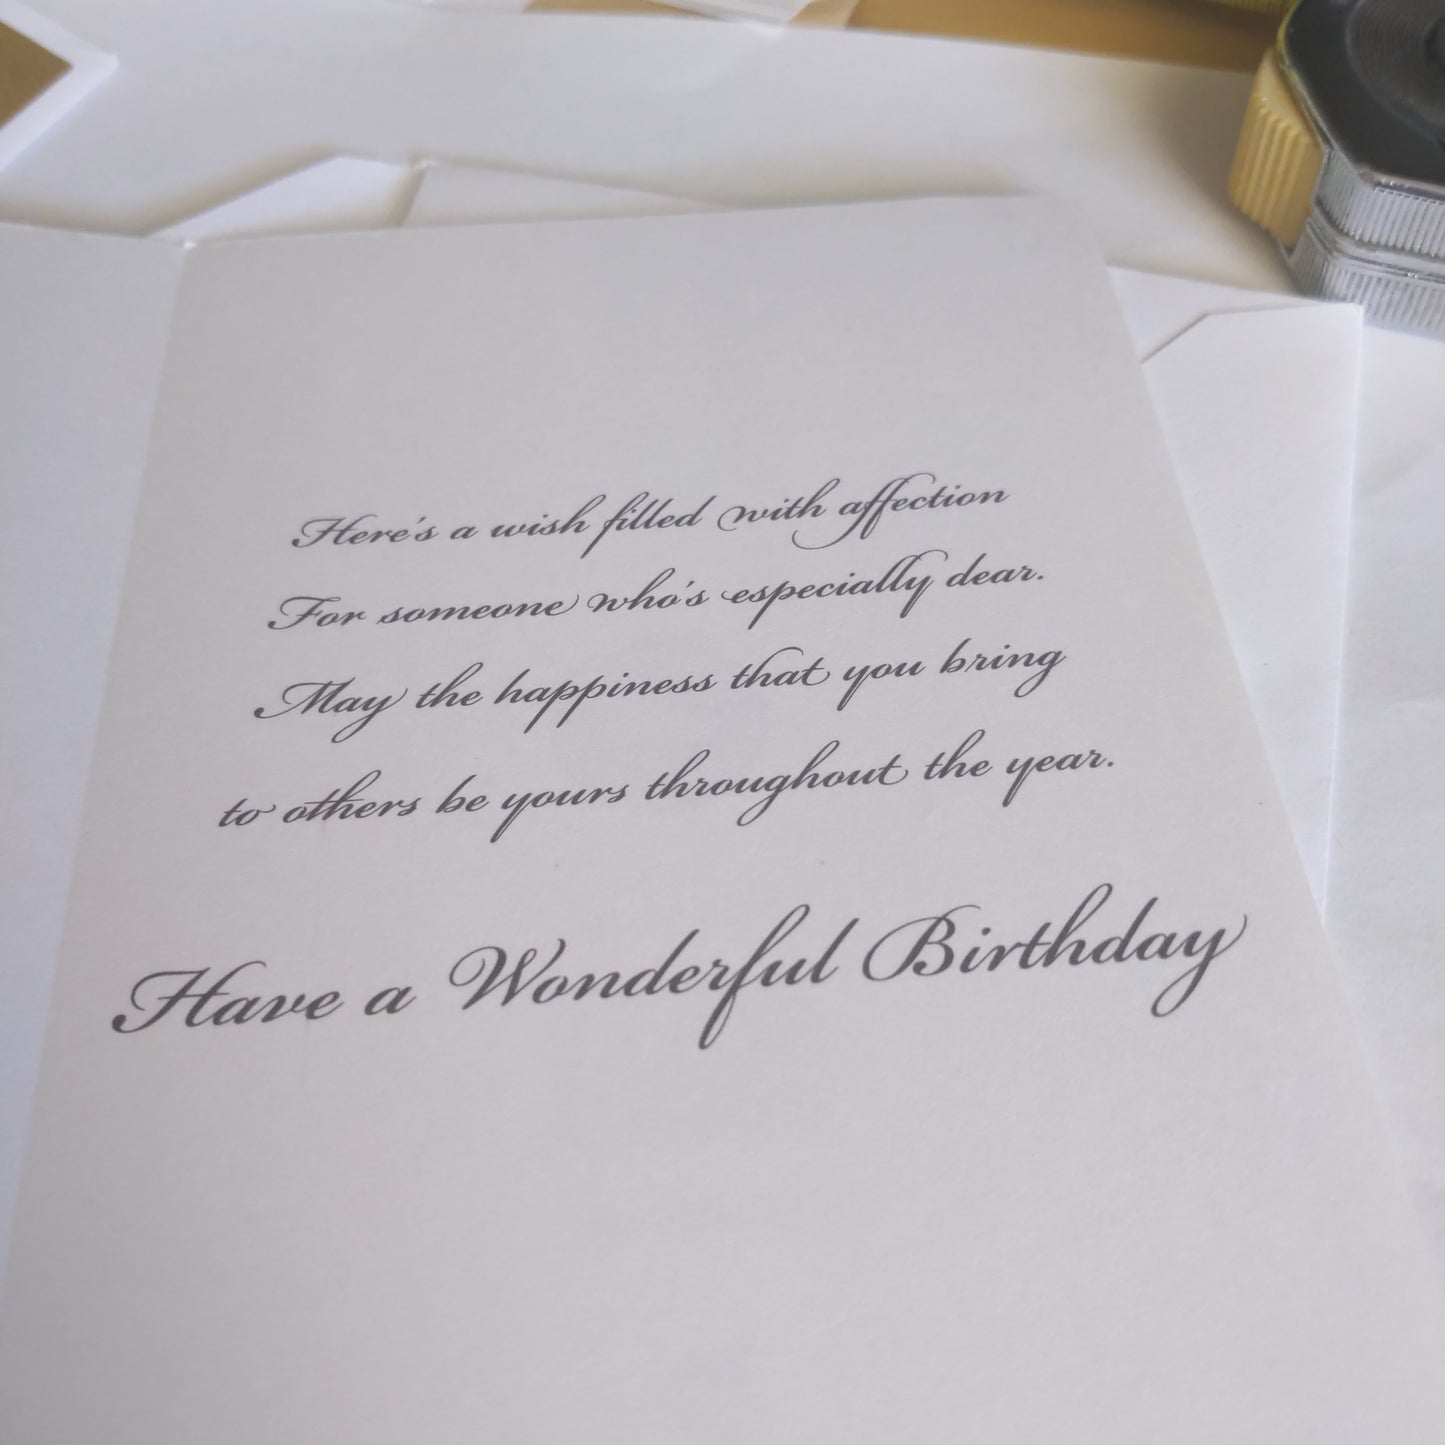 Here's a wish filled with affection
For someone who's especially dear.
May the happiness that you bring
to others be yours throughout the year.
Have a Wonderful Birthday